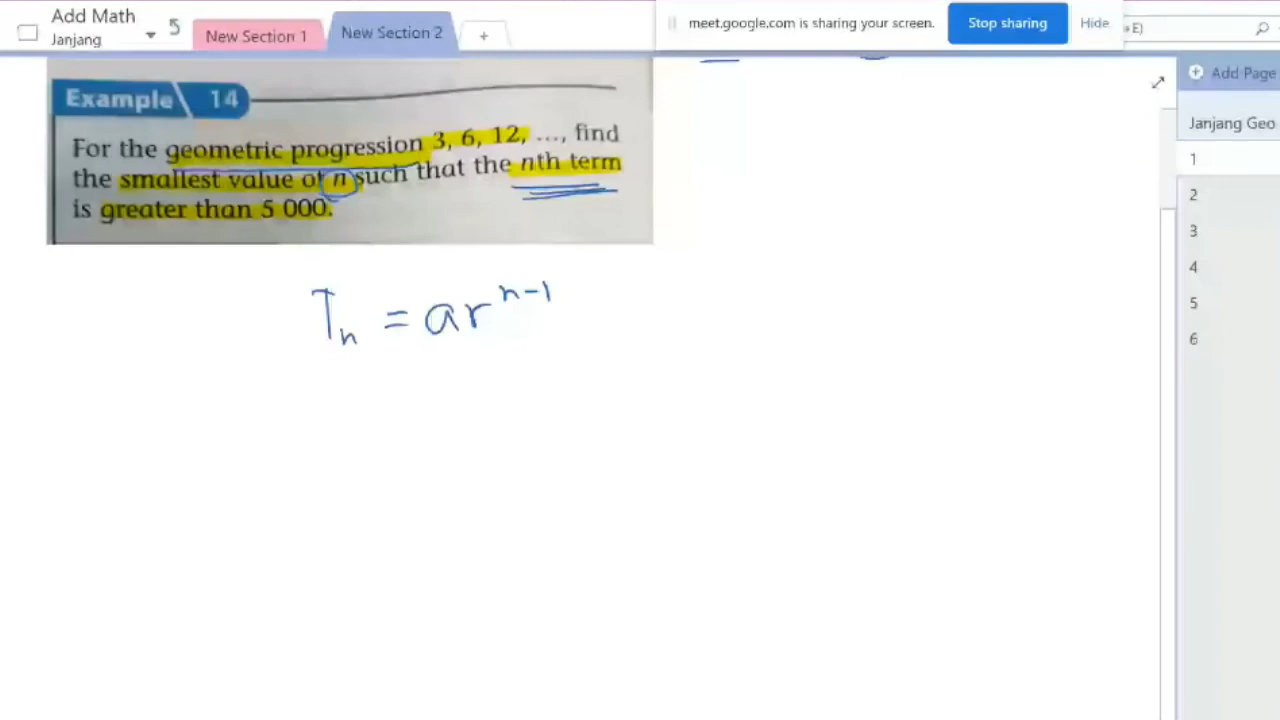 Add Math
Janjang
New Section 1
New Section 2
+
meet.google.com is sharing your screen.
Stop sharing
Hide
E)
Add Page
Example 14
For the geometric progression 3, 6, 12, ..., find
the smallest value of n such that the nth term
is greater than 5 000.
Tn = ar^n-1
Janjang Geo
1
2
3
4
5
6